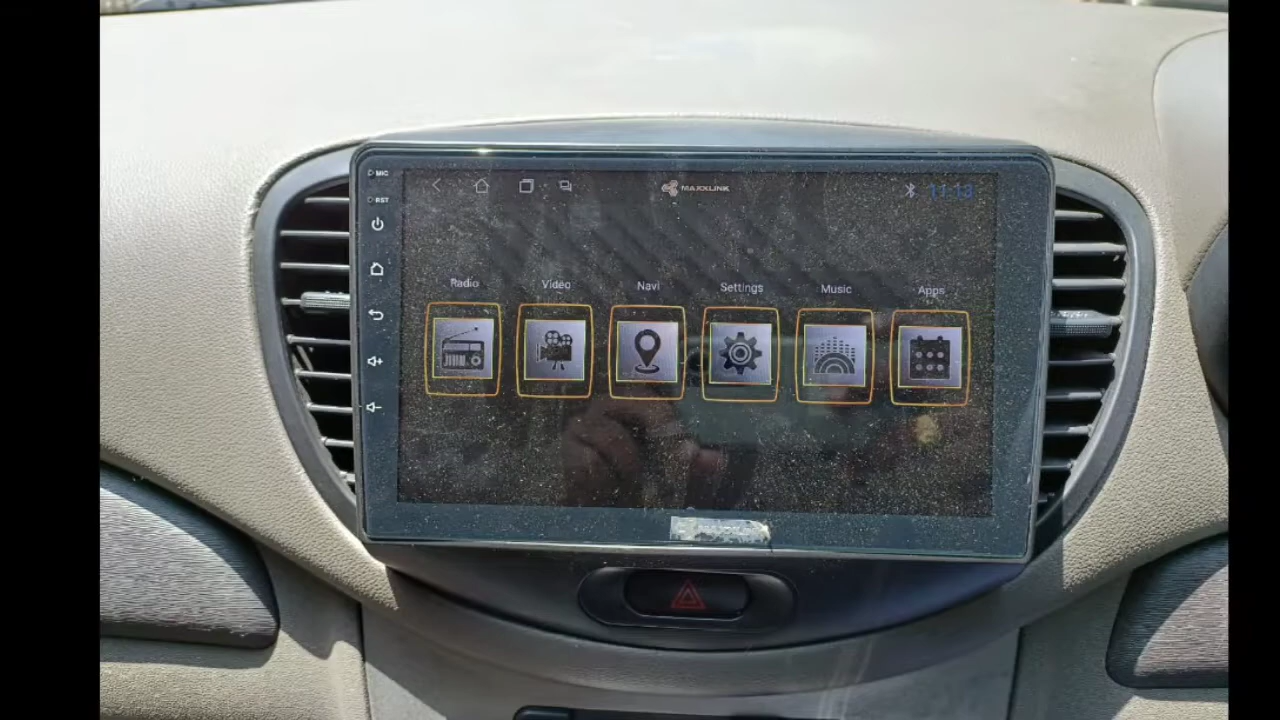 MIC
MAXXLINK
11:13
RST
Radio
Video
Navi
Settings
Music
Apps